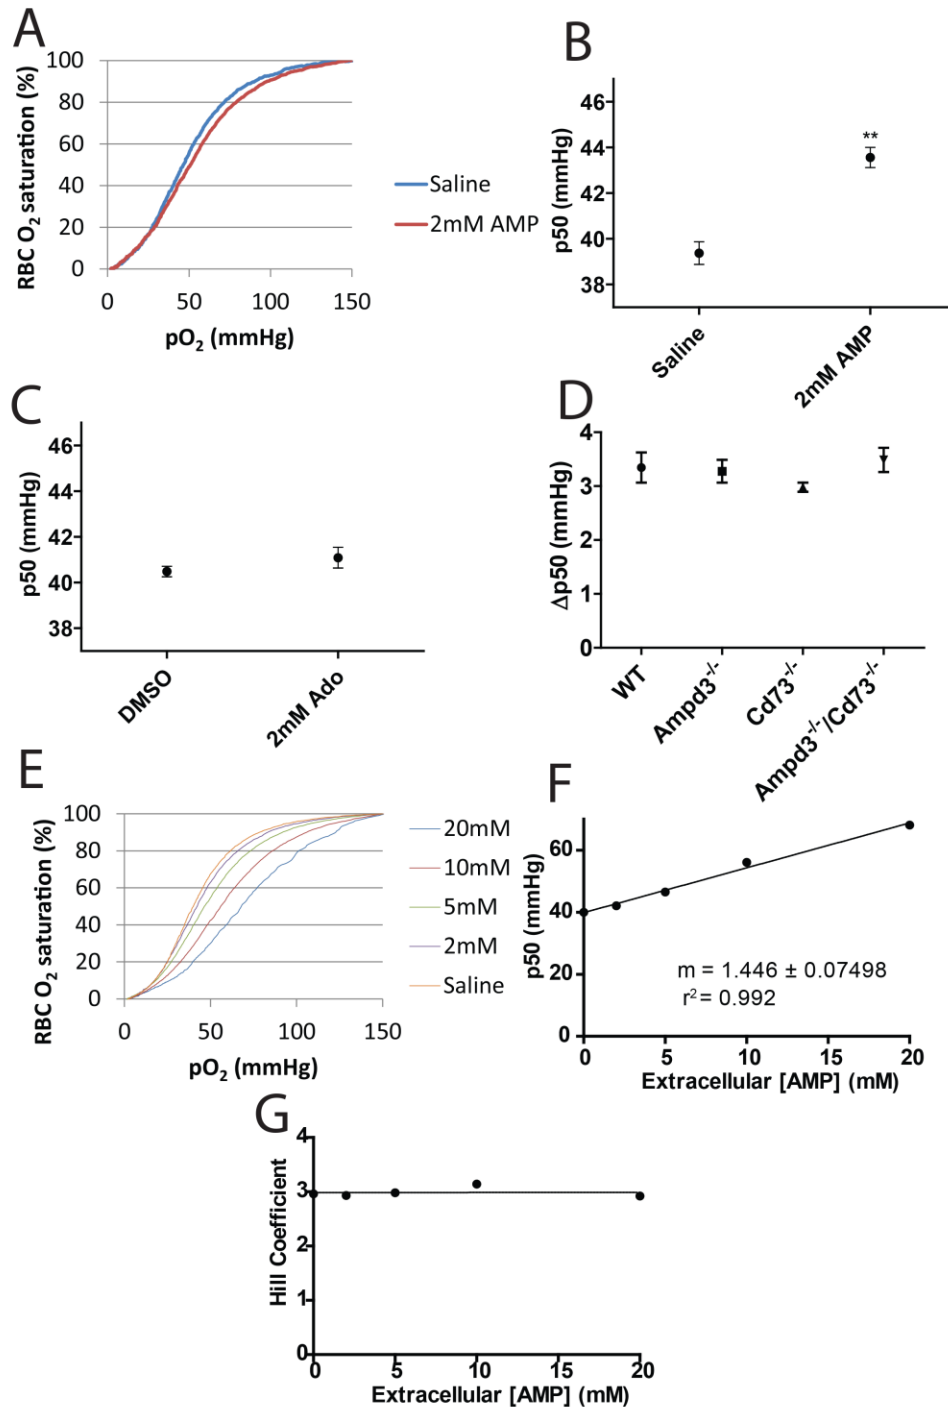 A
RBC O2 saturation (%)
100
80
60
40
20
0
0 50 100 150
pO2 (mmHg)
Saline
2mM AMP
B
p50 (mmHg)
46
44
42
40
38
**
Saline
2mM AMP
C
p50 (mmHg)
46
44
42
40
38
DMSO
2mM Ado
D
Δp50 (mmHg)
4
3
2
1
0
WT
Ampd3-/-
Cd73-/-
Ampd3-/-/Cd73-/-
E
RBC O2 saturation (%)
100
80
60
40
20
0
0 50 100 150
pO2 (mmHg)
20mM
10mM
5mM
2mM
Saline
F
p50 (mmHg)
60
40
20
0
m = 1.446 ± 0.07498
r2 = 0.992
0 5 10 15 20
Extracellular [AMP] (mM)
G
Hill Coefficient
4
3
2
1
0
0 5 10 15 20
Extracellular [AMP] (mM)